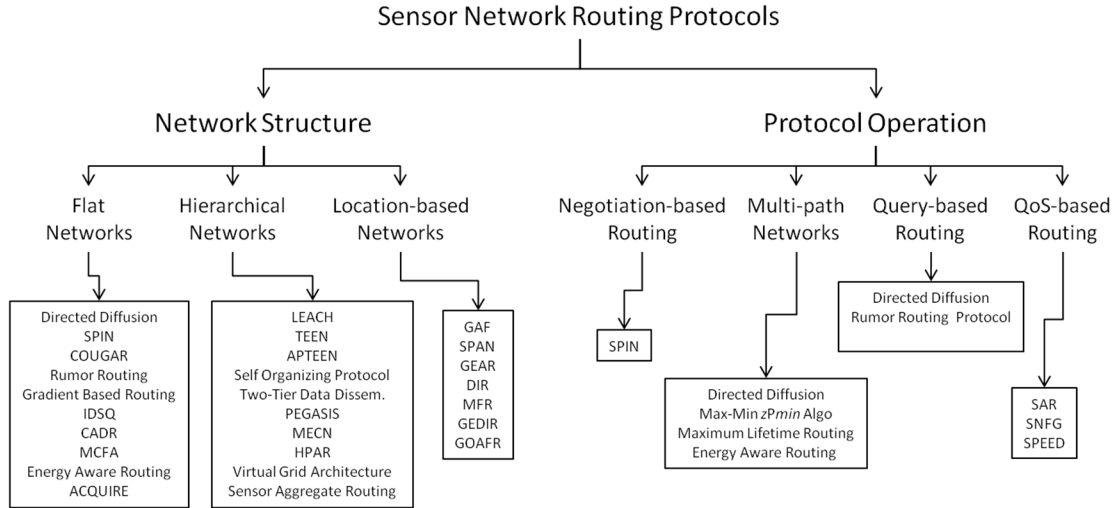 Sensor Network Routing Protocols
Network Structure
Protocol Operation
Flat
Networks
Hierarchical
Networks
Location-based
Networks
Negotiation-based
Routing
Multi-path
Networks
Query-based
Routing
QoS-based
Routing
Directed Diffusion
SPIN
COUGAR
Rumor Routing
Gradient Based Routing
IDSQ
CADR
MCFA
Energy Aware Routing
ACQUIRE
LEACH
TEEN
APTEEN
Self Organizing Protocol
Two-Tier Data Dissem.
PEGASIS
MECN
HPAR
Virtual Grid Architecture
Sensor Aggregate Routing
GAF
SPAN
GEAR
DIR
MFR
GEDIR
GOAFR
SPIN
Directed Diffusion
Max-Min zPmin Algo
Maximum Lifetime Routing
Energy Aware Routing
Directed Diffusion
Rumor Routing Protocol
SAR
SNFG
SPEED